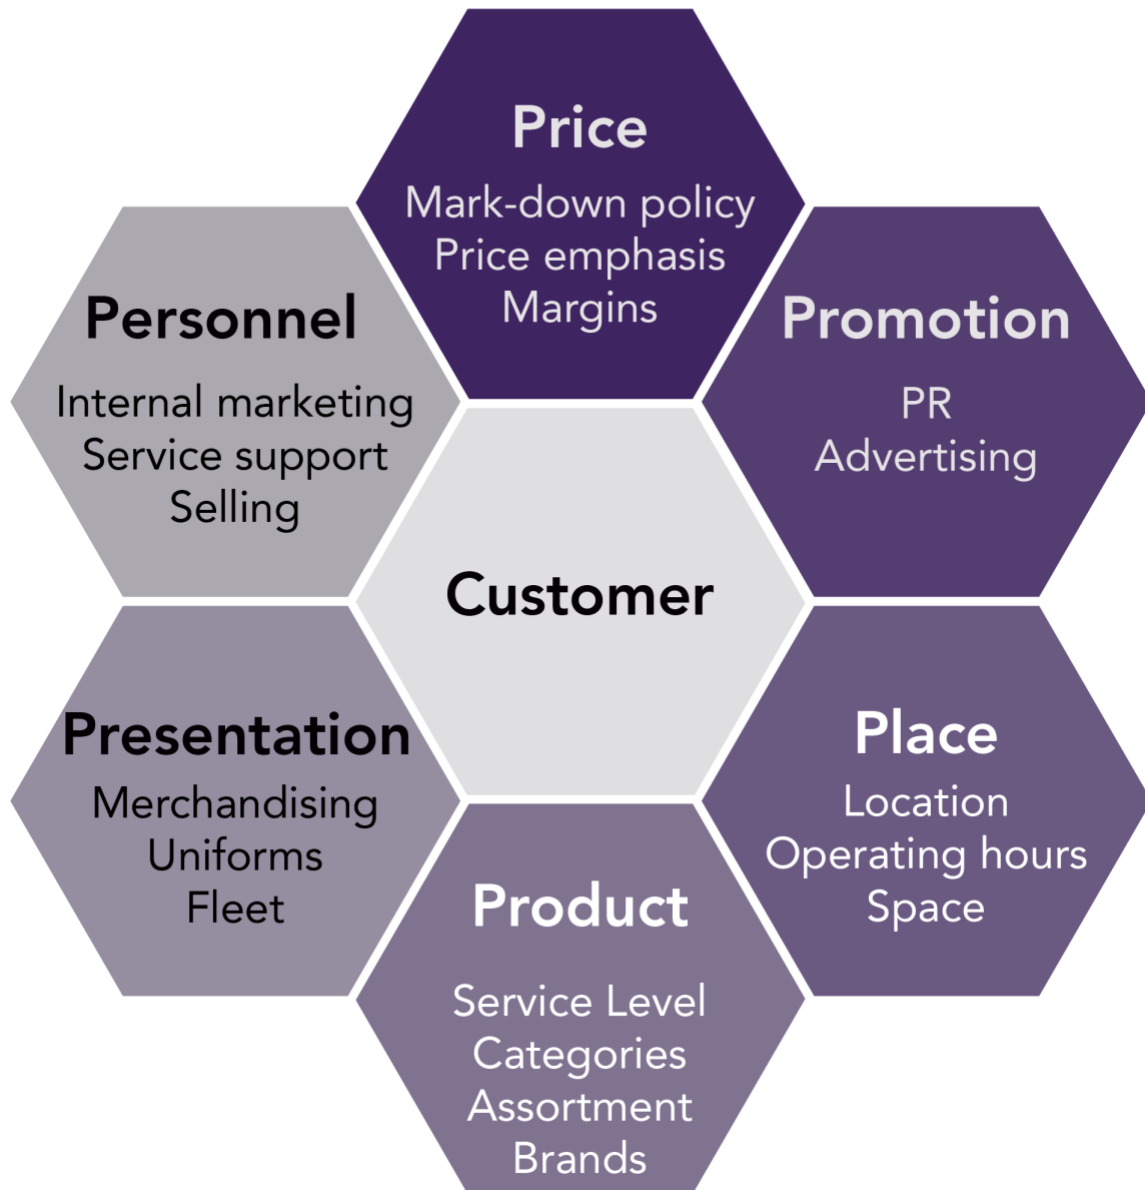 Price
Mark-down policy
Price emphasis
Margins
Promotion
PR
Advertising
Place
Location
Operating hours
Space
Product
Service Level
Categories
Assortment
Brands
Presentation
Merchandising
Uniforms
Fleet
Personnel
Internal marketing
Service support
Selling
Customer